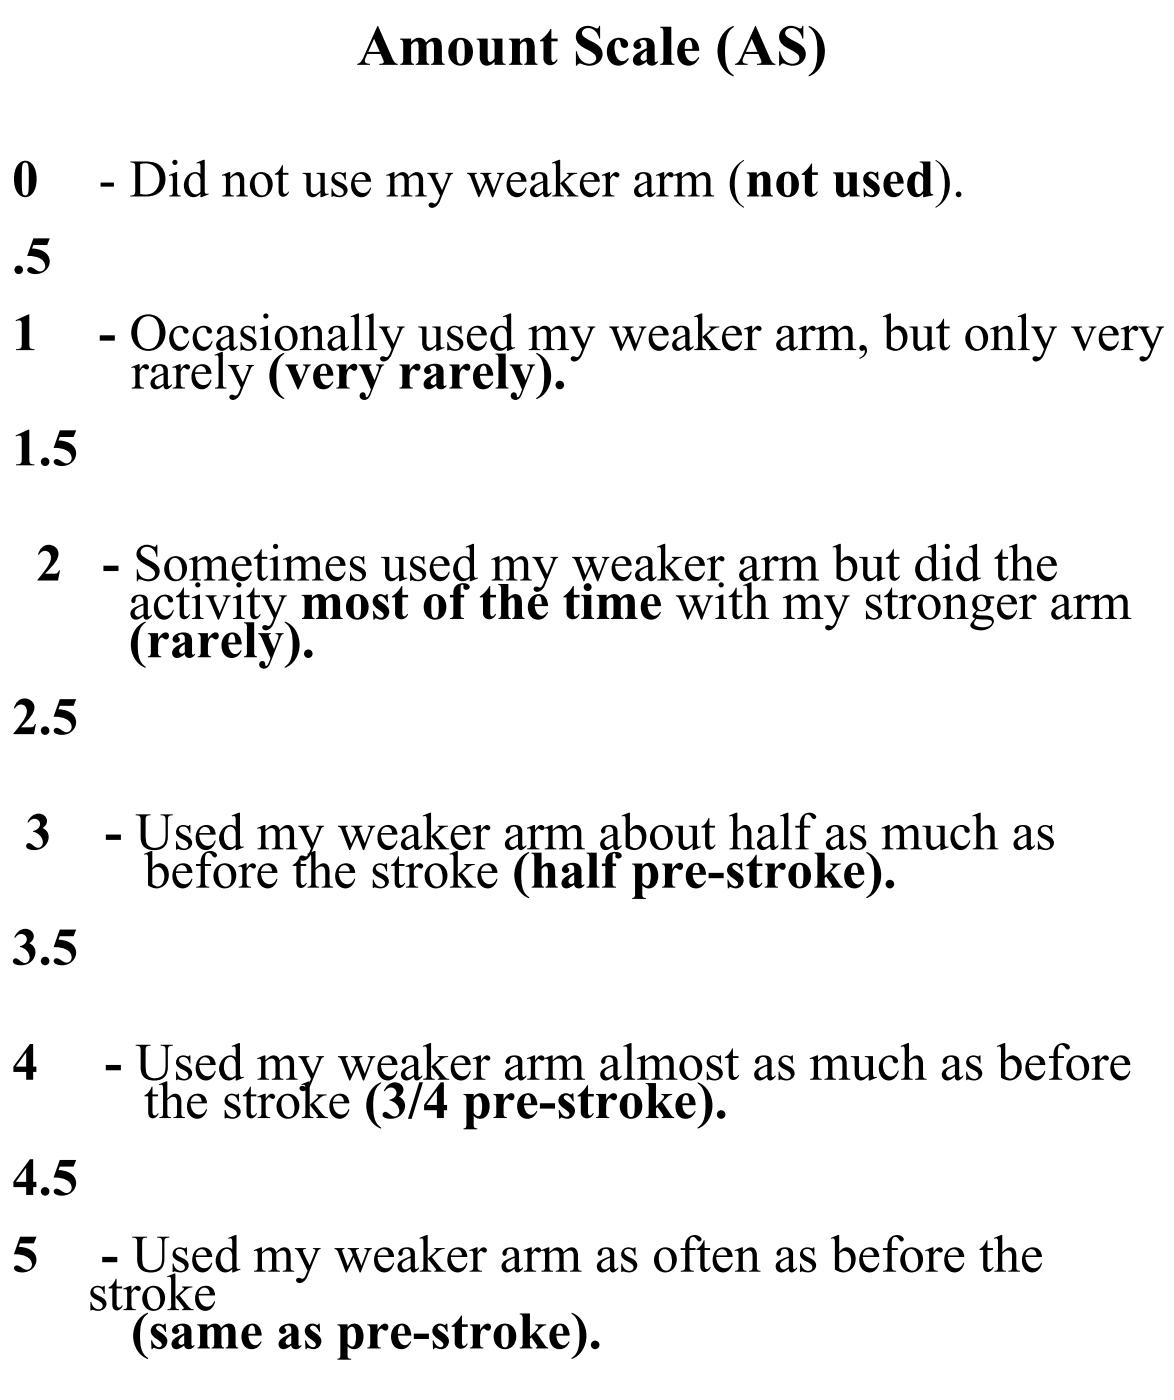 Amount Scale (AS)
0 - Did not use my weaker arm (not used).
.5
1 - Occasionally used my weaker arm, but only very
rarely (very rarely).
1.5
2 - Sometimes used my weaker arm but did the
activity most of the time with my stronger arm
(rarely).
2.5
3 - Used my weaker arm about half as much as
before the stroke (half pre-stroke).
3.5
4 - Used my weaker arm almost as much as before
the stroke (3/4 pre-stroke).
4.5
5 - Used my weaker arm as often as before the
stroke
(same as pre-stroke).